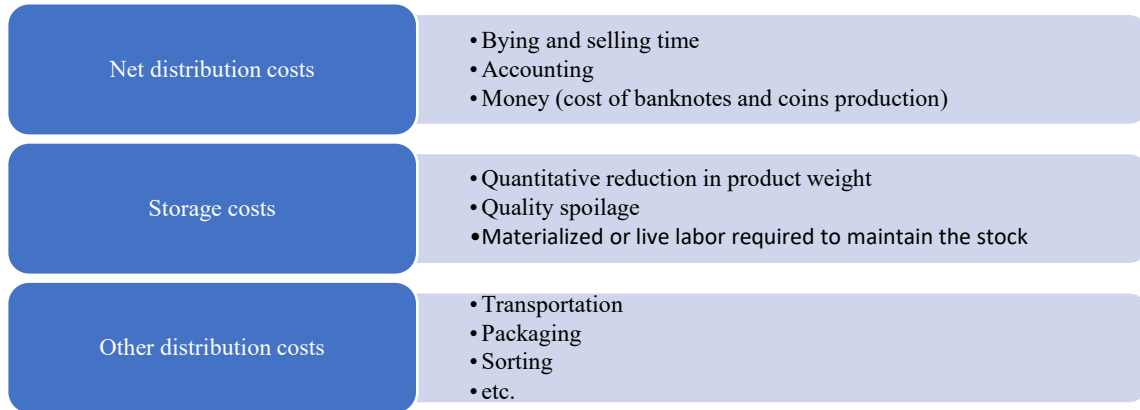 Net distribution costs
• Bying and selling time
• Accounting
• Money (cost of banknotes and coins production)
Storage costs
• Quantitative reduction in product weight
• Quality spoilage
•Materialized or live labor required to maintain the stock
Other distribution costs
• Transportation
• Packaging
• Sorting
• etc.